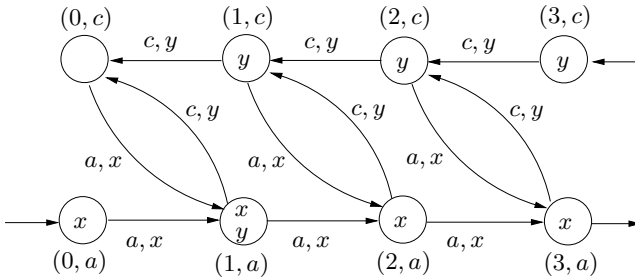 (0, c) (1, c) (2, c) (3, c)
c, y c, y c, y
y y y
c, y c, y c, y
a, x a, x a, x
x x y x x
a, x a, x a, x
(0, a) (1, a) (2, a) (3, a)